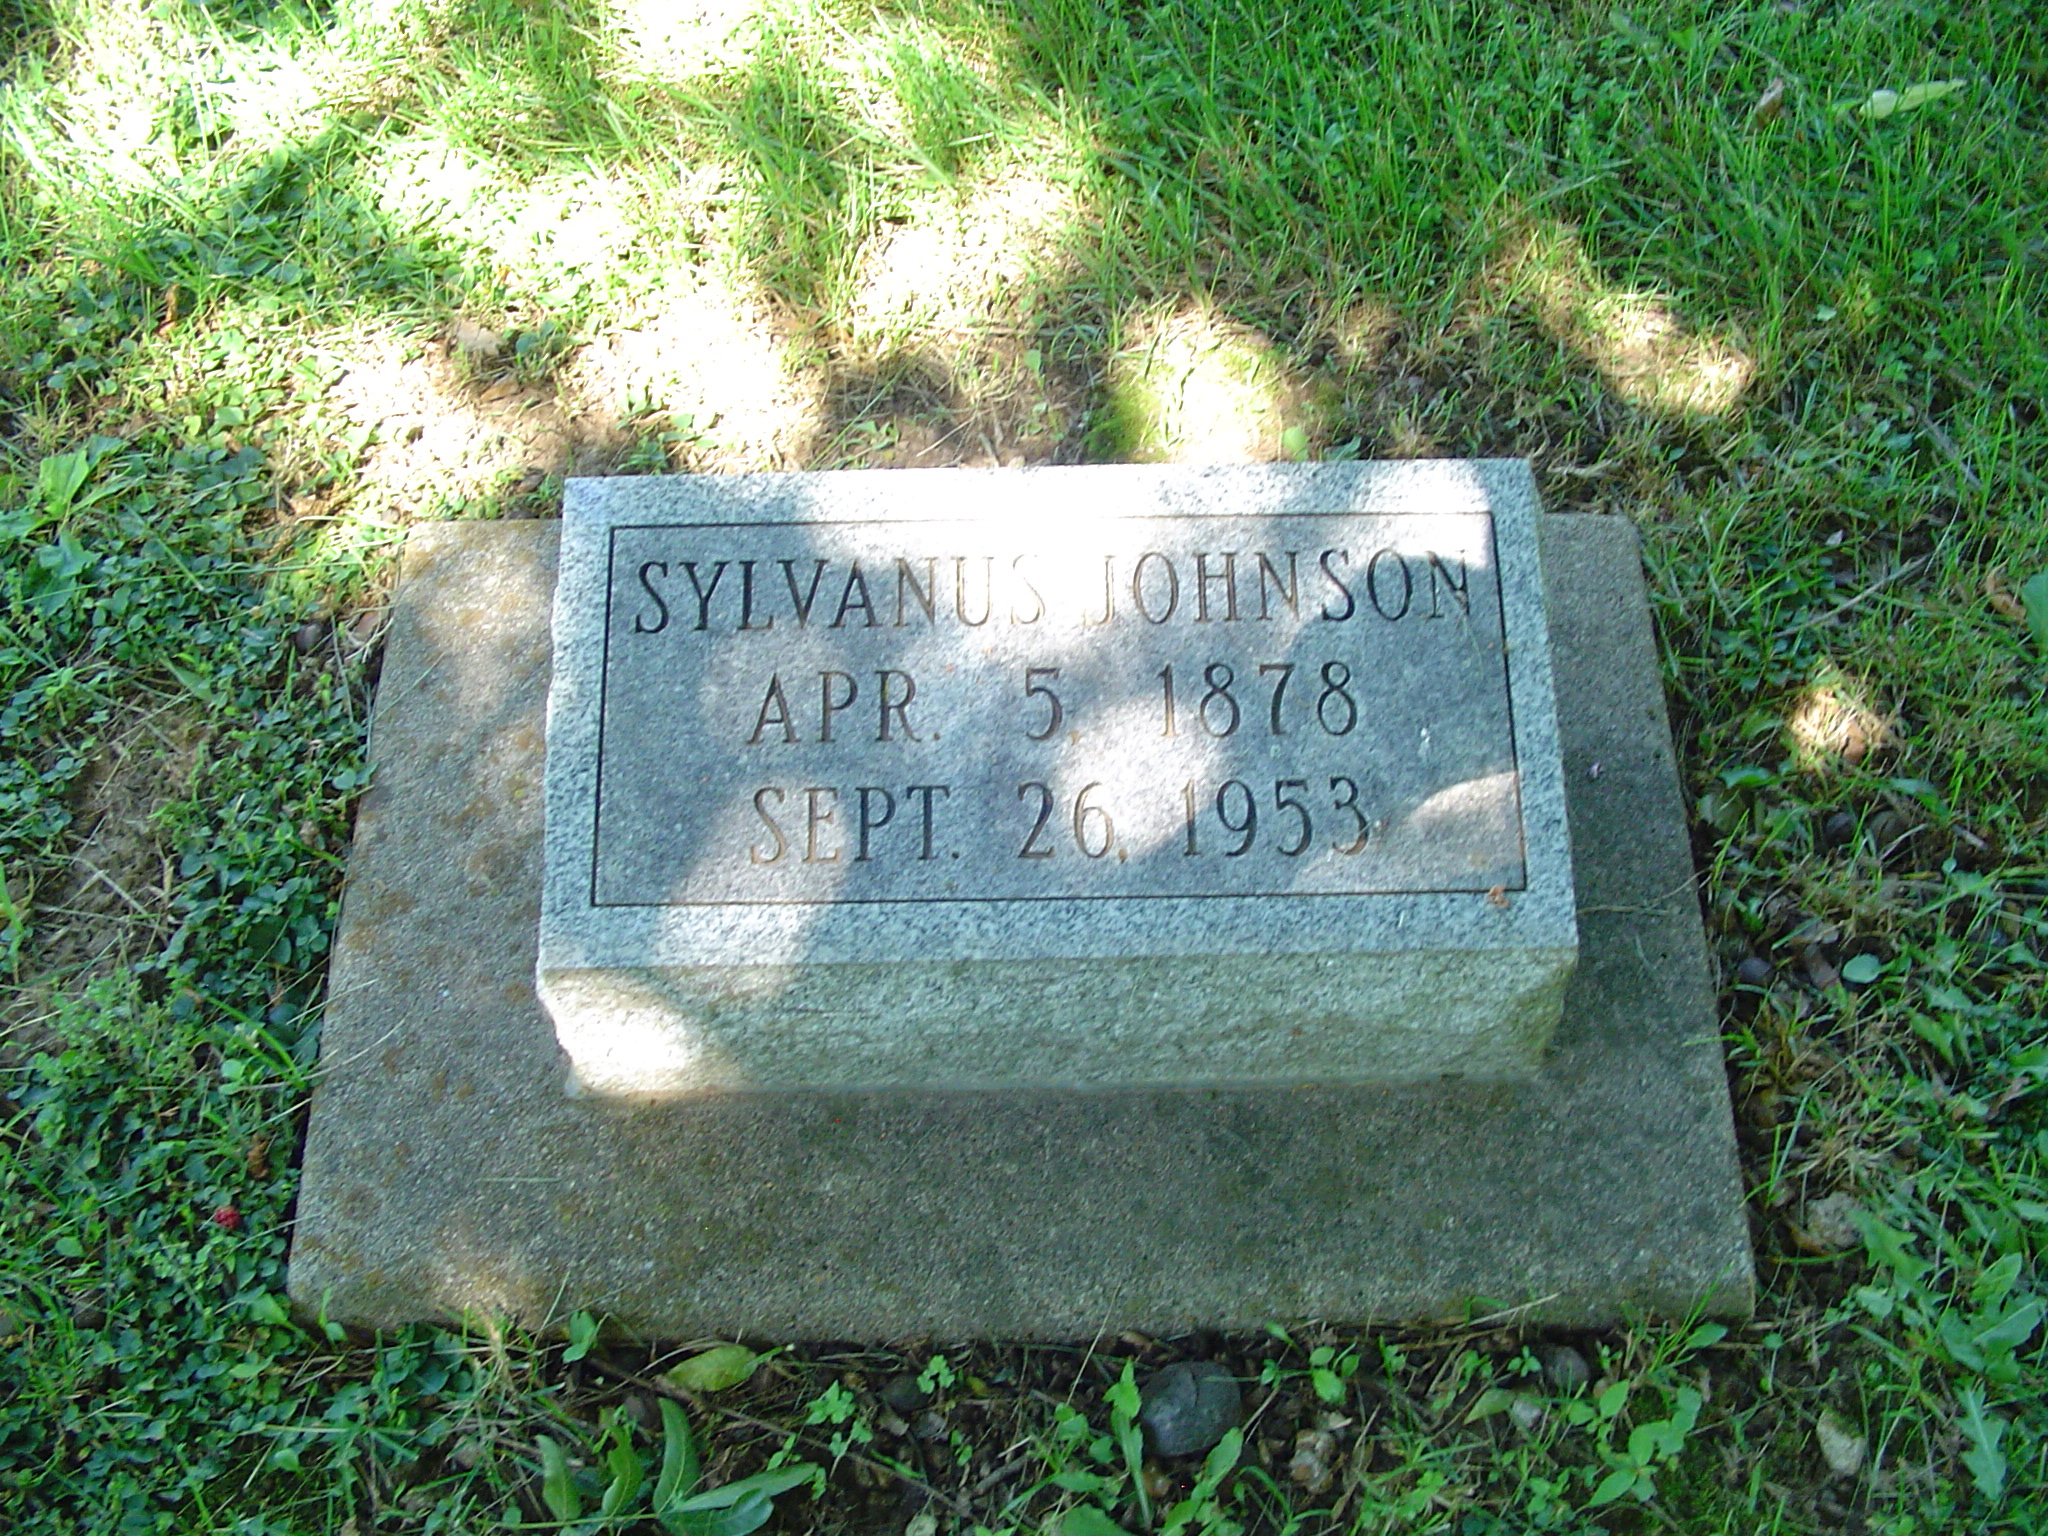 SYLVANUS JOHNSON
APR. 5, 1878
SEPT. 26, 1953